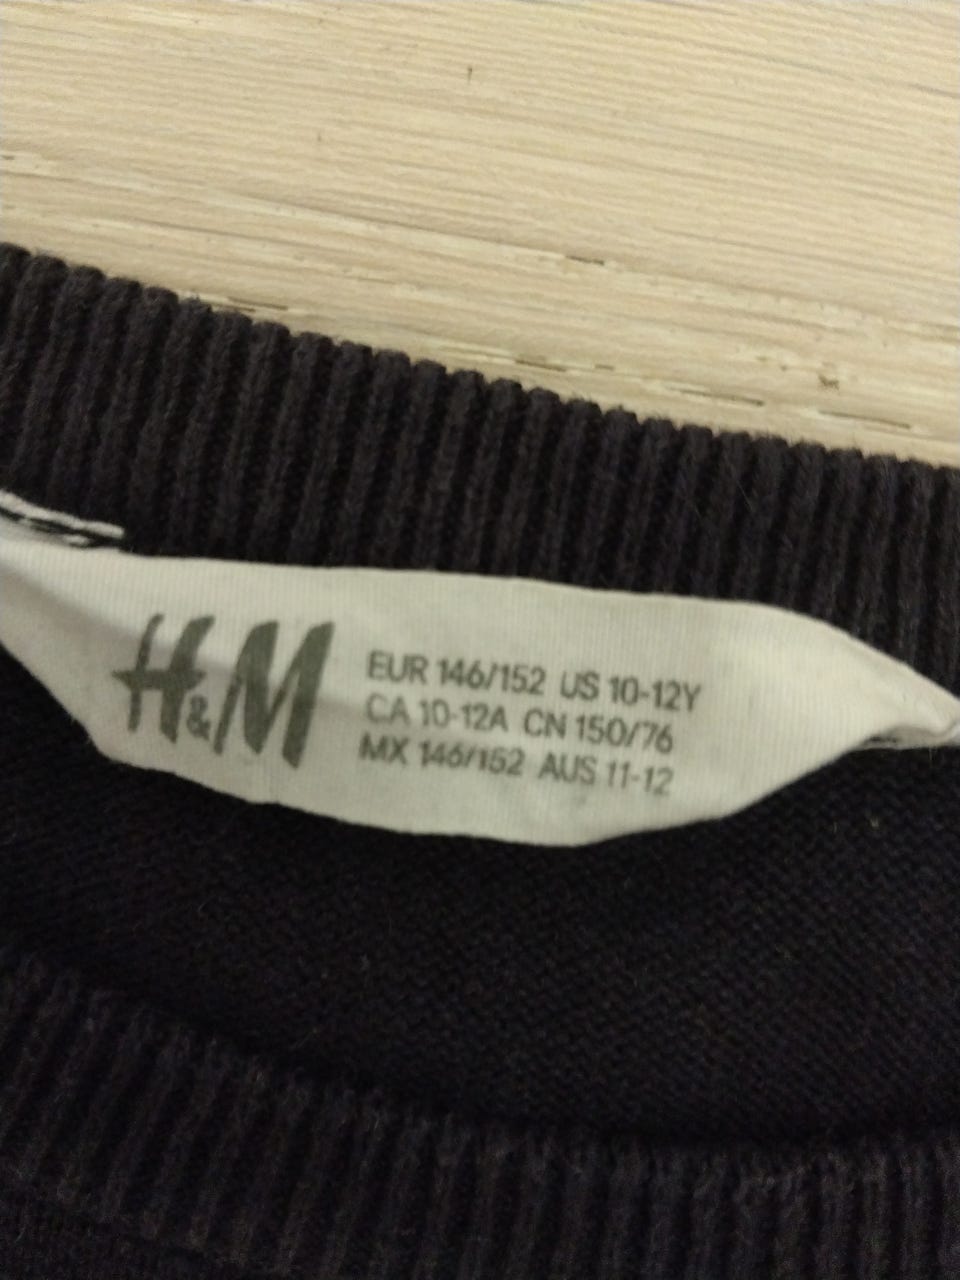 H&M
EUR 146/152 US 10-12Y
CA 10-12A CN 150/76
MX 146/152 AUS 11-12